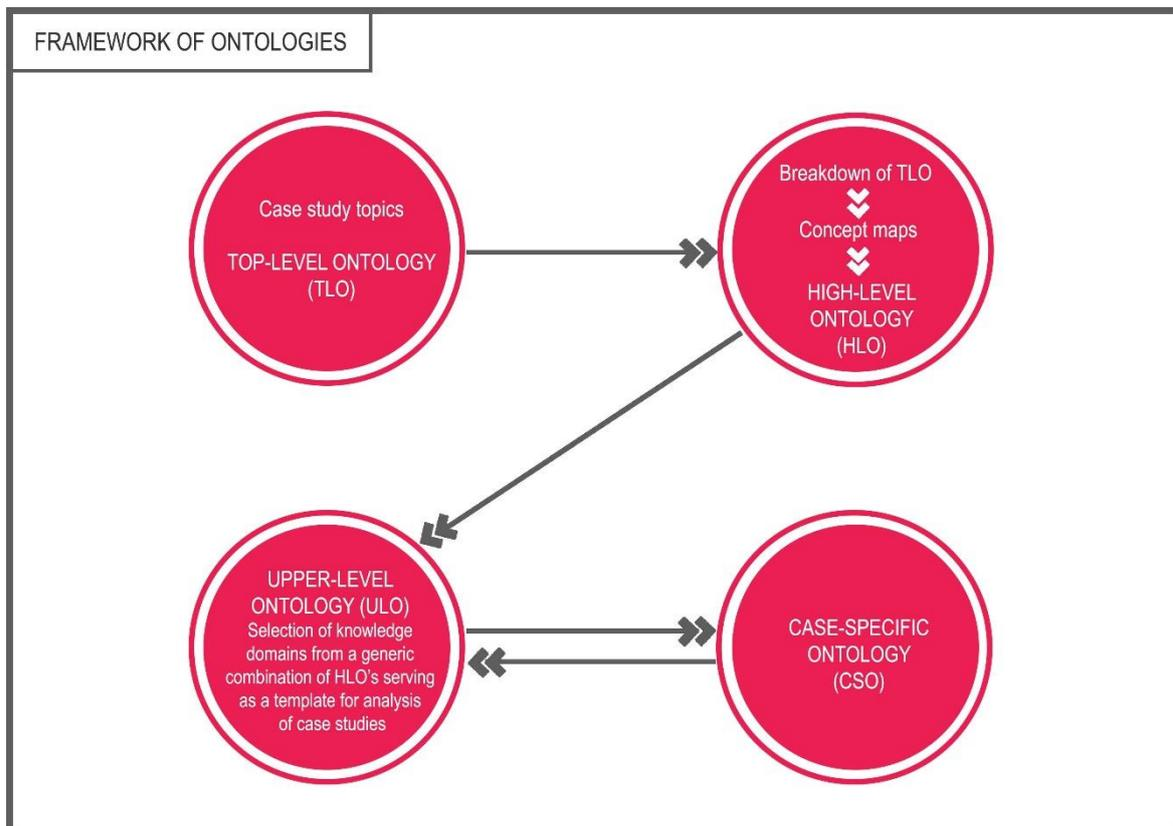 FRAMEWORK OF ONTOLOGIES
Case study topics
TOP-LEVEL ONTOLOGY
(TLO)
Breakdown of TLO
Concept maps
HIGH-LEVEL
ONTOLOGY
(HLO)
UPPER-LEVEL
ONTOLOGY (ULO)
Selection of knowledge
domains from a generic
combination of HLO's serving
as a template for analysis
of case studies
CASE-SPECIFIC
ONTOLOGY
(CSO)